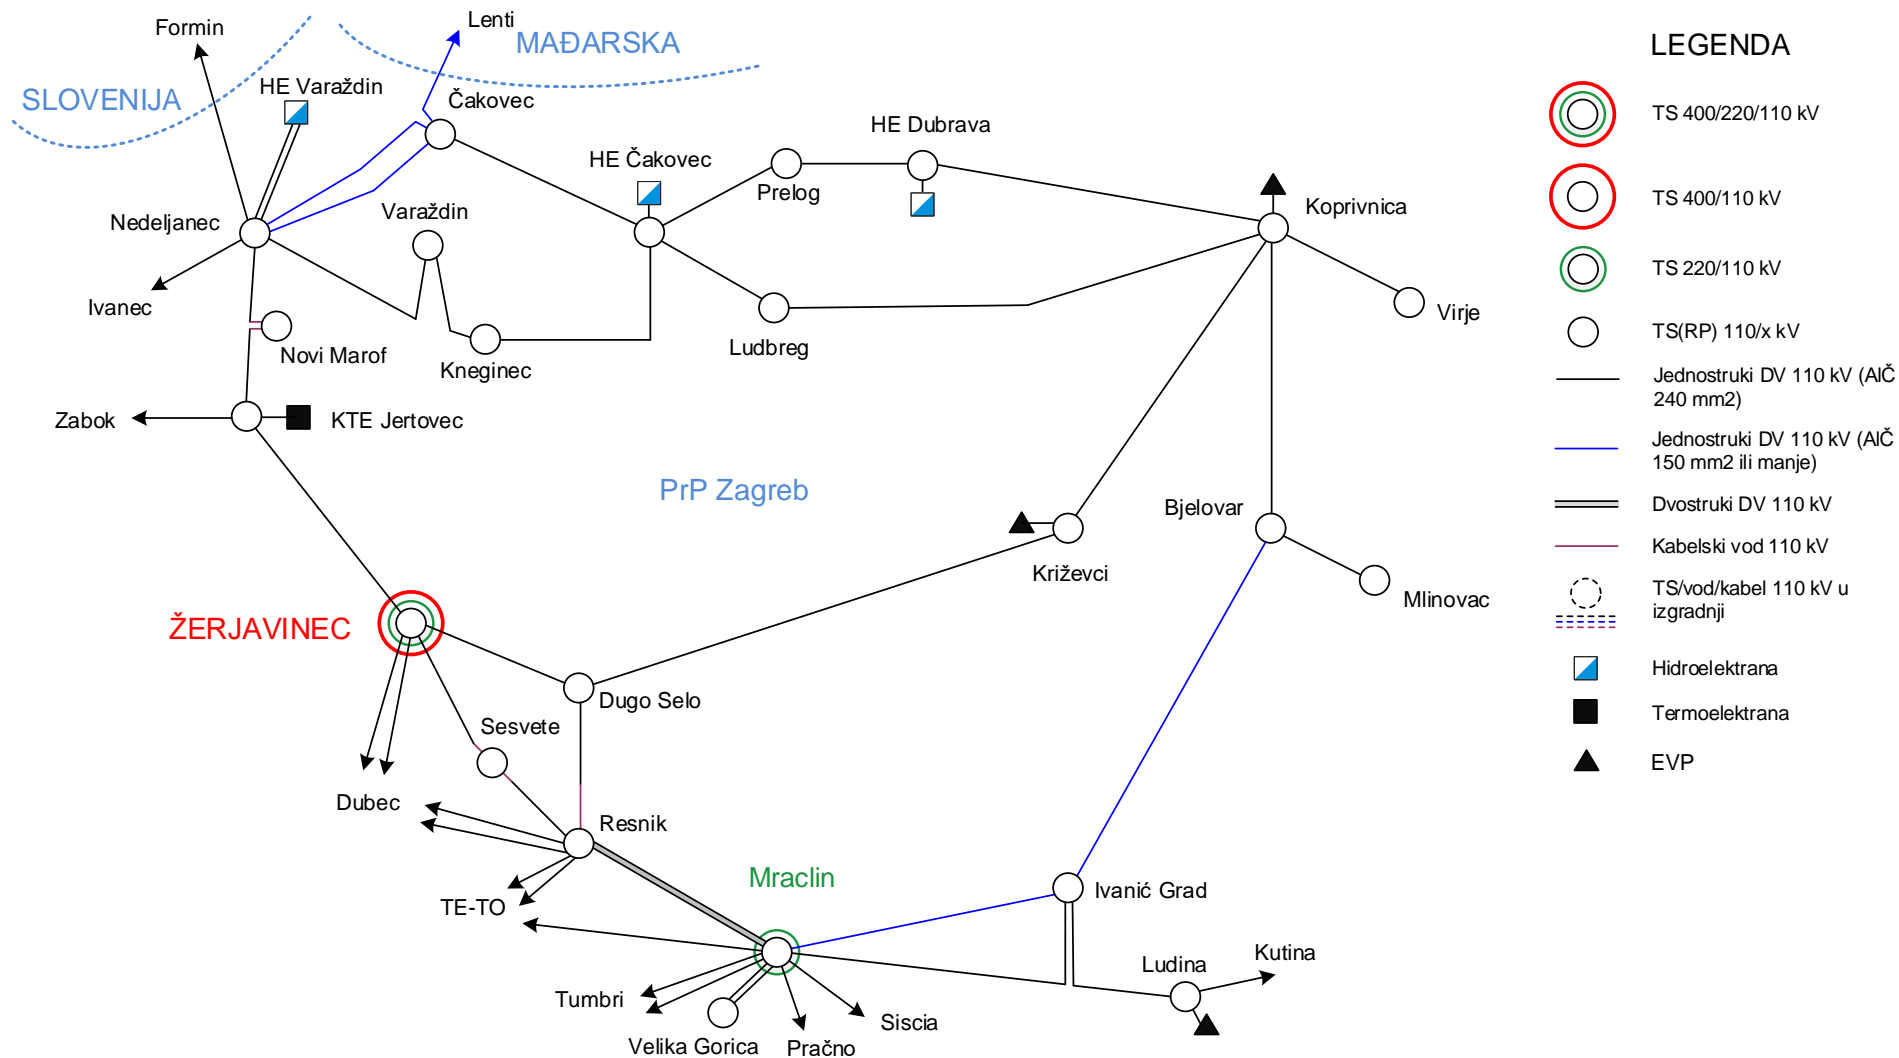 Formin
Lenti
MAĐARSKA
HE Varaždin
SLOVENIJA
Čakovec
HE Dubrava
HE Čakovec
Prelog
Varaždin
Nedeljanec
Koprivnica
Ivanec
Virje
Novi Marof
Ludbreg
Kneginec
Zabok
KTE Jertovec
PrP Zagreb
Bjelovar
Križevci
Mlinovac
ŽERJAVINEC
Dugo Selo
Sesvete
Dubec
Resnik
Mraclin
Ivanić Grad
TE-TO
Ludina
Kutina
Tumbri
Siscia
Velika Gorica
Pračno
LEGENDA
TS 400/220/110 kV
TS 400/110 kV
TS 220/110 kV
TS(RP) 110/x kV
Jednostruki DV 110 kV (AIČ
240 mm2)
Jednostruki DV 110 kV (AIČ
150 mm2 ili manje)
Dvostruki DV 110 kV
Kabelski vod 110 kV
TS/vod/kabel 110 kV u
izgradnji
Hidroelektrana
Termoelektrana
EVP